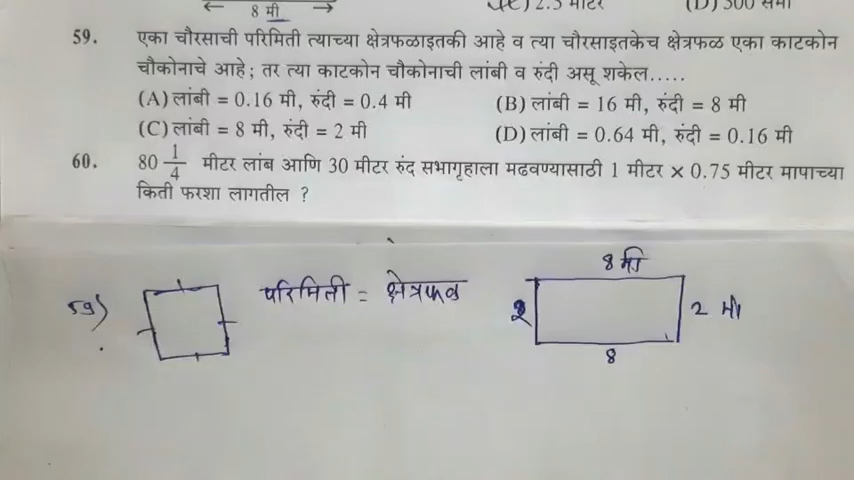 8 मी
2.5 मीटर (D) 300 सेमी
59. एका चौरसाची परिमिती त्याच्या क्षेत्रफळाइतकी आहे व त्या चौरसाइतकेच क्षेत्रफळ एका काटकोन
चौकोनाचे आहे; तर त्या काटकोन चौकोनाची लांबी व रुंदी असू शकेल.....
(A) लांबी = 0.16 मी, रुंदी = 0.4 मी (B) लांबी = 16 मी, रुंदी = 8 मी
(C) लांबी = 8 मी, रुंदी = 2 मी (D) लांबी = 0.64 मी, रुंदी = 0.16 मी
60. 80 1/4 मीटर लांब आणि 30 मीटर रुंद सभागृहाला मढवण्यासाठी 1 मीटर × 0.75 मीटर मापाच्या
किती फरशा लागतील ?
8 मी
59) परिमिती = क्षेत्रफळ 2 2 मी
8